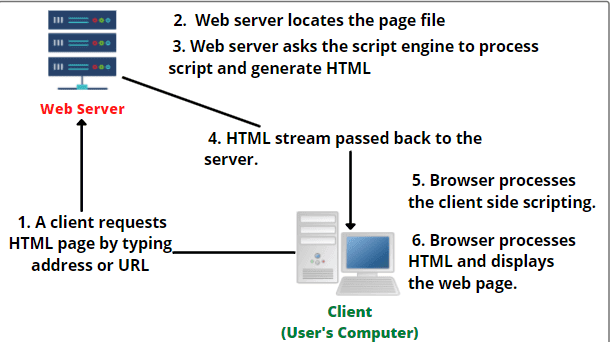 2. Web server locates the page file
3. Web server asks the script engine to process
script and generate HTML
Web Server
4. HTML stream passed back to the
server.
1. A client requests
HTML page by typing
address or URL
5. Browser processes
the client side scripting.
6. Browser processes
HTML and displays
the web page.
Client
(User's Computer)